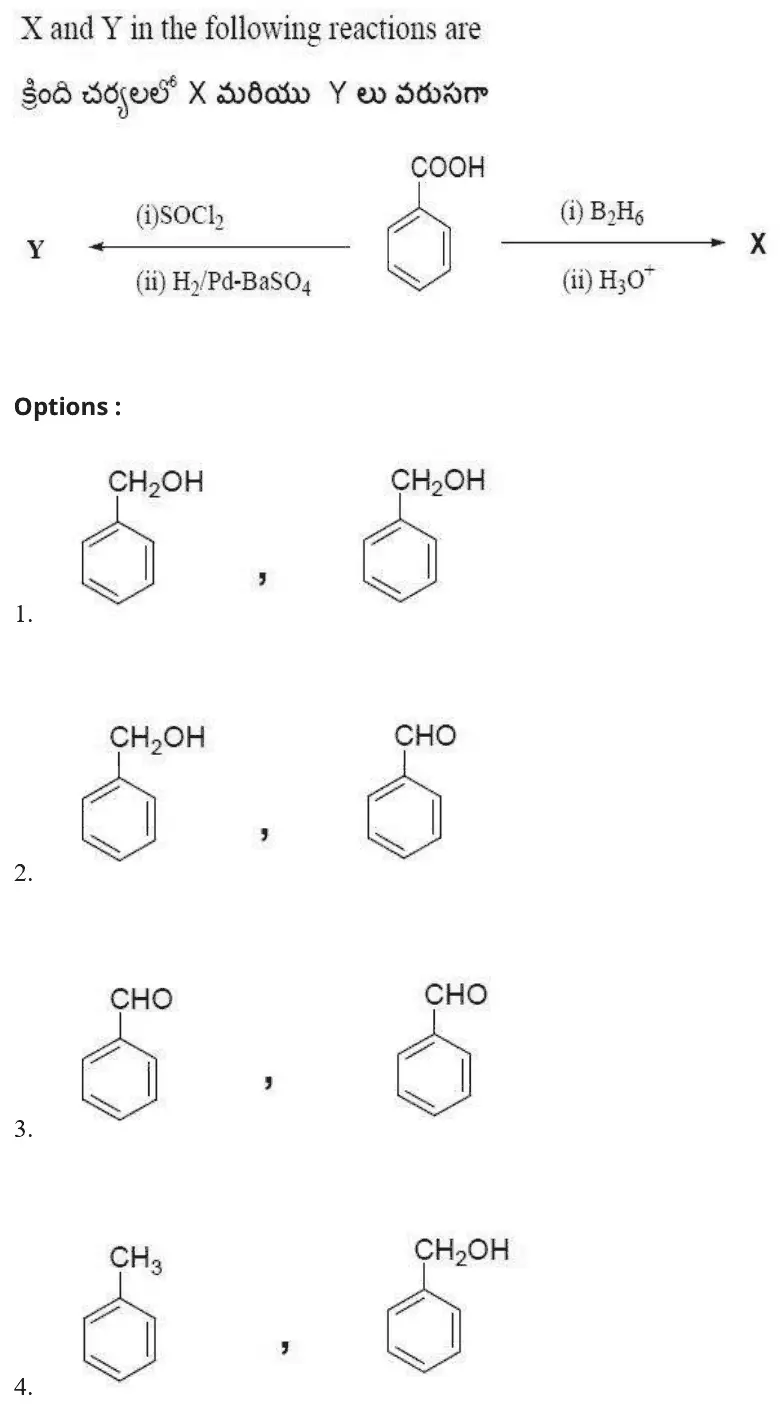 X and Y in the following reactions are
క్రింది చర్యలలో X మరియు Y లు వరుసగా
COOH
(i)SOCl₂
(i) B₂H₆
Y
X
(ii) H₂/Pd-BaSO₄
(ii) H₃O⁺
Options :
CH₂OH
CH₂OH
,
1.
CH₂OH
CHO
,
2.
CHO
CHO
,
3.
CH₃
CH₂OH
,
4.